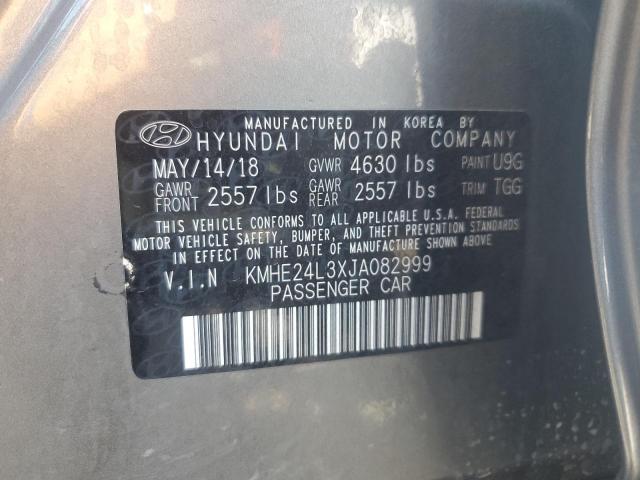 MANUFACTURED IN KOREA BY
HYUNDAI MOTOR COMPANY
MAY/14/18 GVWR 4630 lbs PAINT U9G
GAWR FRONT 2557 lbs GAWR REAR 2557 lbs TRIM TGG
THIS VEHICLE CONFORMS TO ALL APPLICABLE U.S.A. FEDERAL
MOTOR VEHICLE SAFETY, BUMPER, AND THEFT PREVENTION STANDARDS
IN EFFECT ON THE DATE OF MANUFACTURE SHOWN ABOVE.
V.I.N KMHE24L3XJA082999
PASSENGER CAR